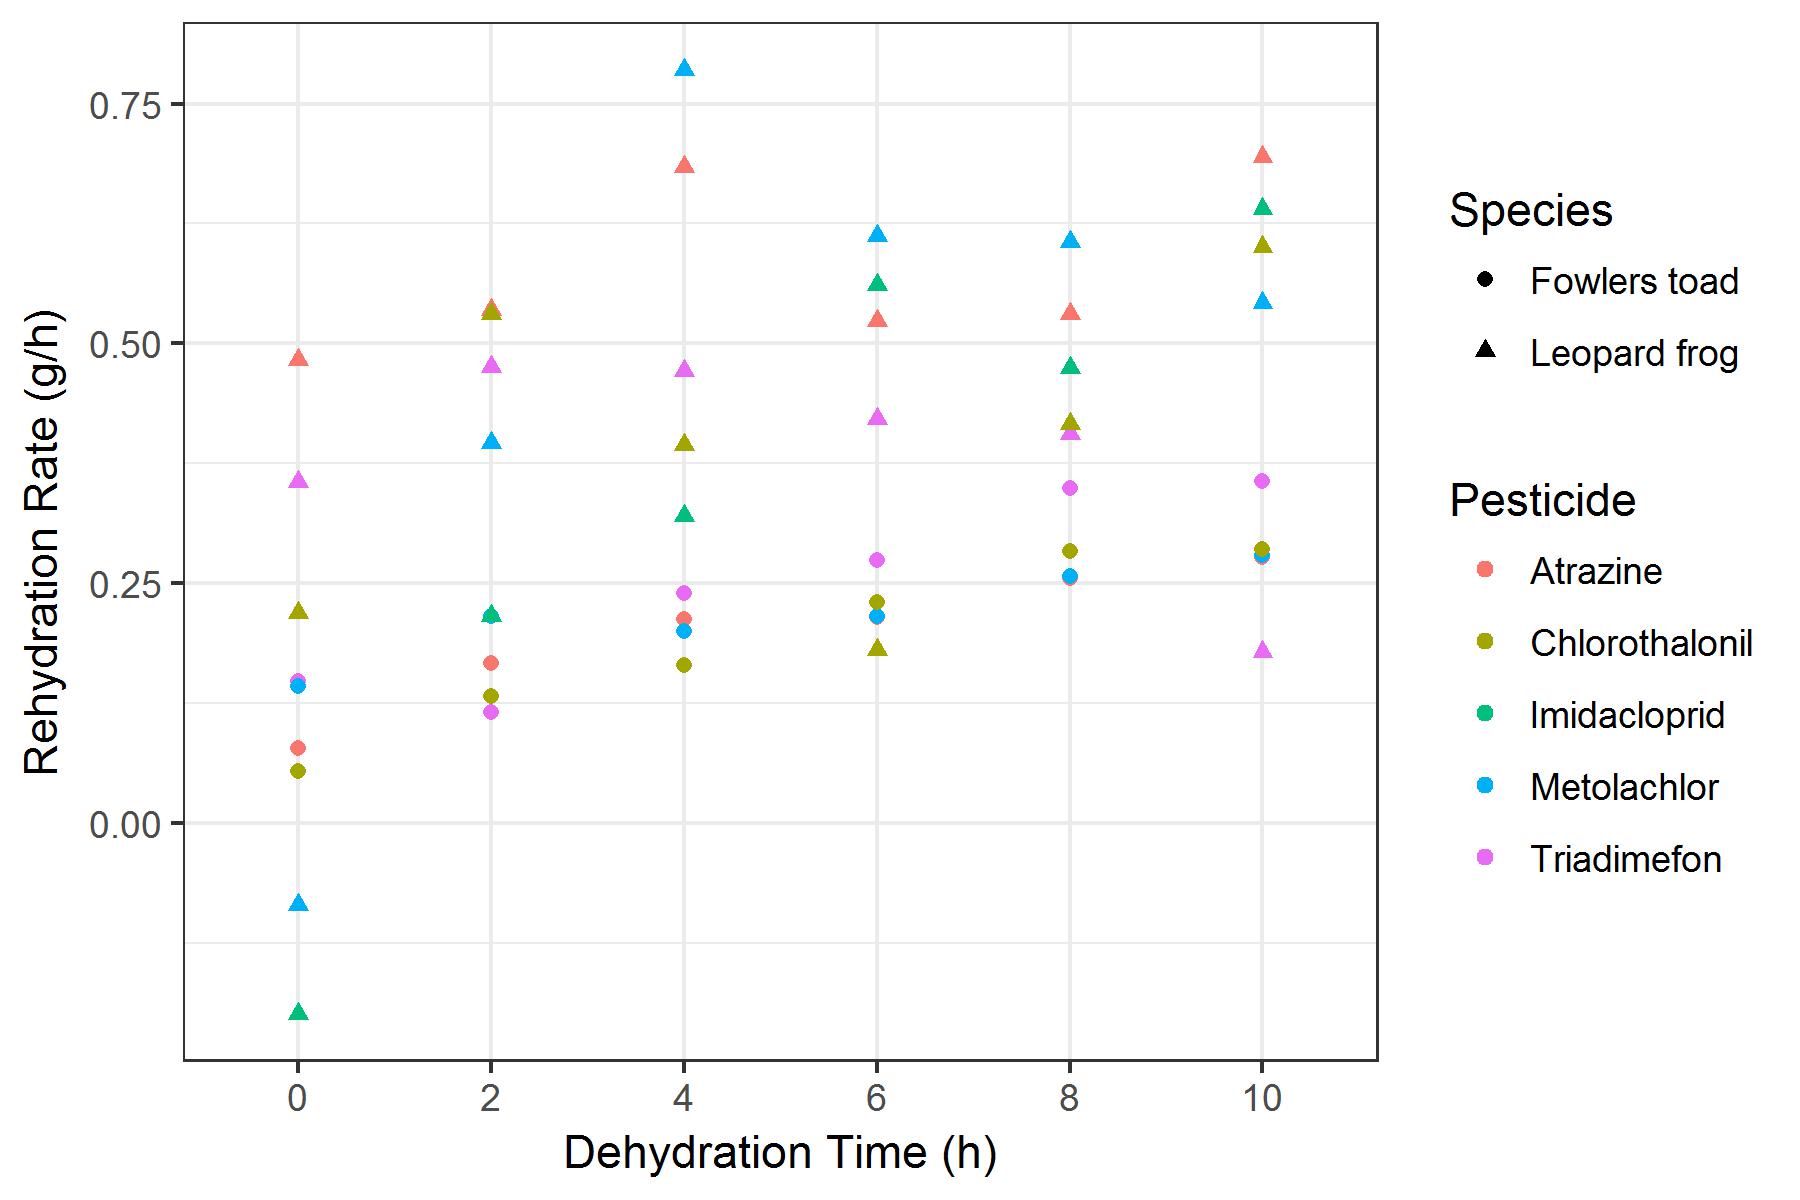 0.75
0.50
0.25
0.00
Rehydration Rate (g/h)
0
2
4
6
8
10
Dehydration Time (h)
Species
Fowlers toad
Leopard frog
Pesticide
Atrazine
Chlorothalonil
Imidacloprid
Metolachlor
Triadimefon